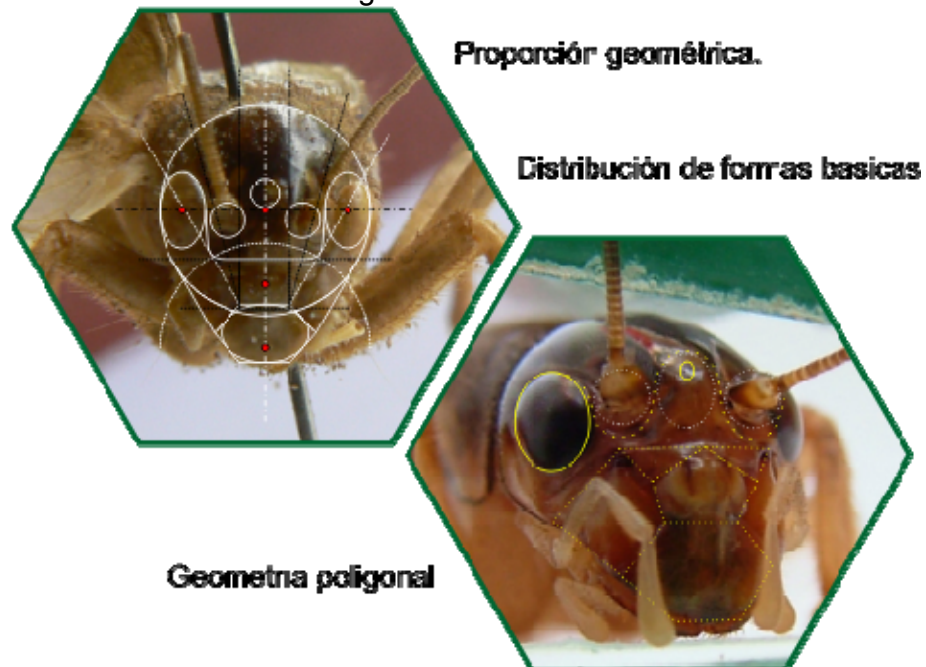 Proporción geométrica.
Distribución de formas basicas
Geometria poligonal